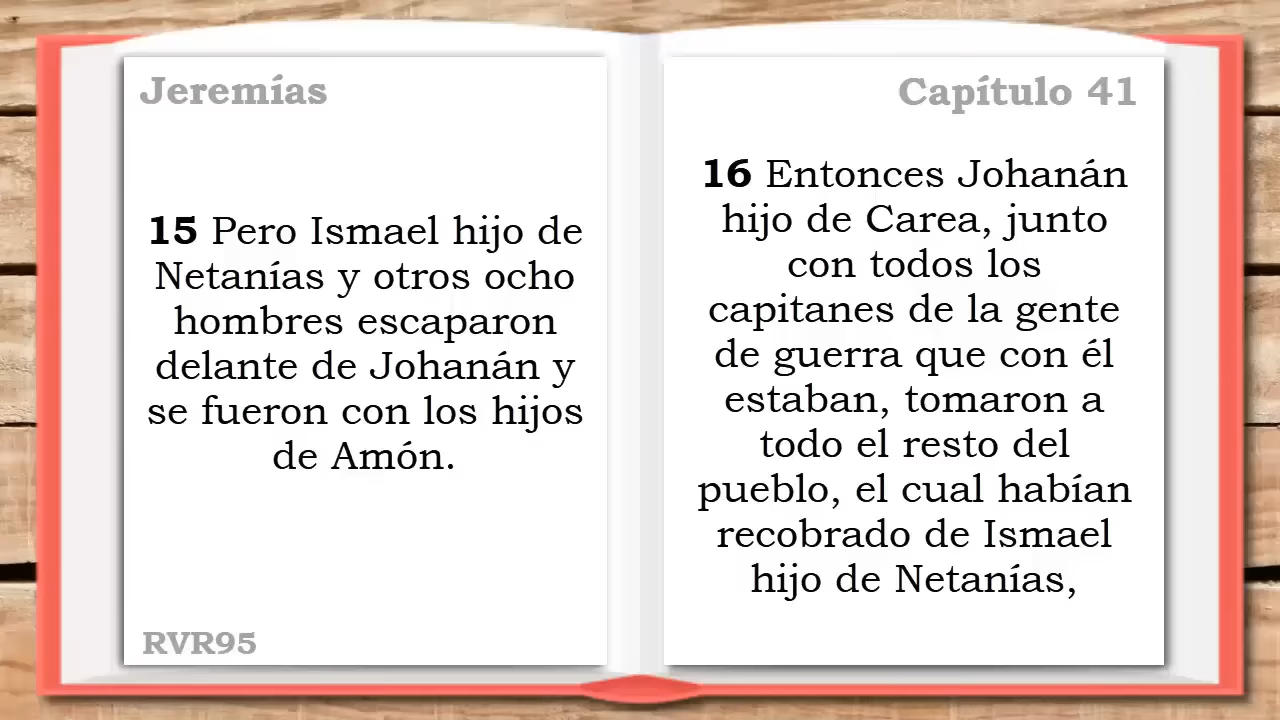 Jeremías
15 Pero Ismael hijo de
Netanías y otros ocho
hombres escaparon
delante de Johanán y
se fueron con los hijos
de Amón.
RVR95
Capítulo 41
16 Entonces Johanán
hijo de Carea, junto
con todos los
capitanes de la gente
de guerra que con él
estaban, tomaron a
todo el resto del
pueblo, el cual habían
recobrado de Ismael
hijo de Netanías,